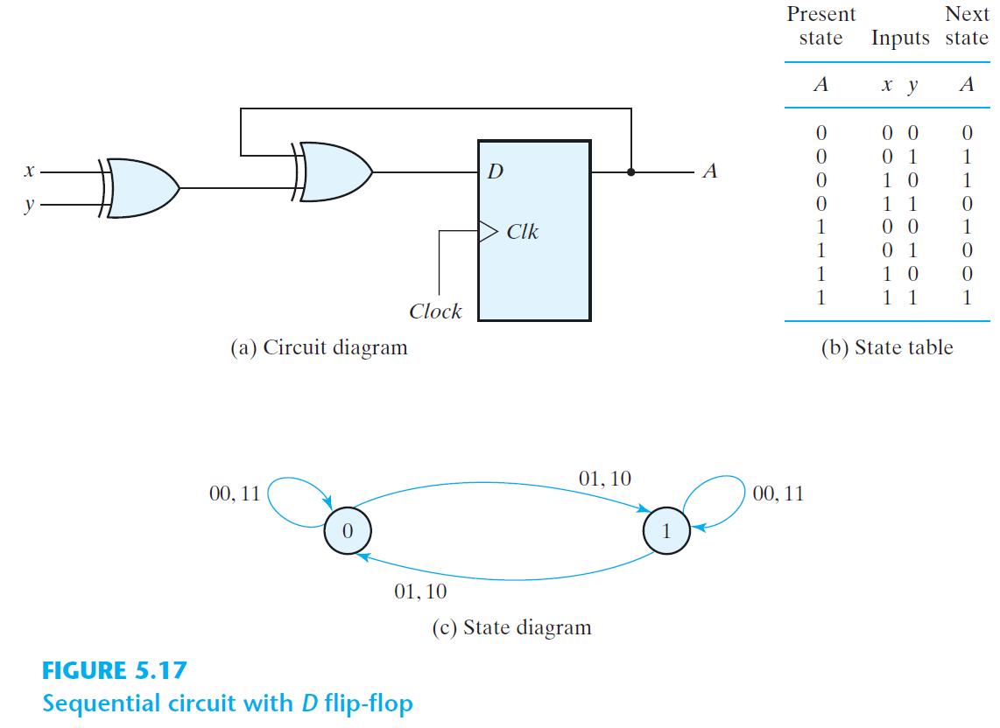 Present Next
state Inputs state
A x y A
0 0 0 0
0 0 1 1
0 1 0 1
0 1 1 0
1 0 0 1
1 0 1 0
1 1 0 0
1 1 1 1
(b) State table
x
y
D
A
Clk
Clock
(a) Circuit diagram
00, 11
01, 10
00, 11
0
1
01, 10
(c) State diagram
FIGURE 5.17
Sequential circuit with D flip-flop